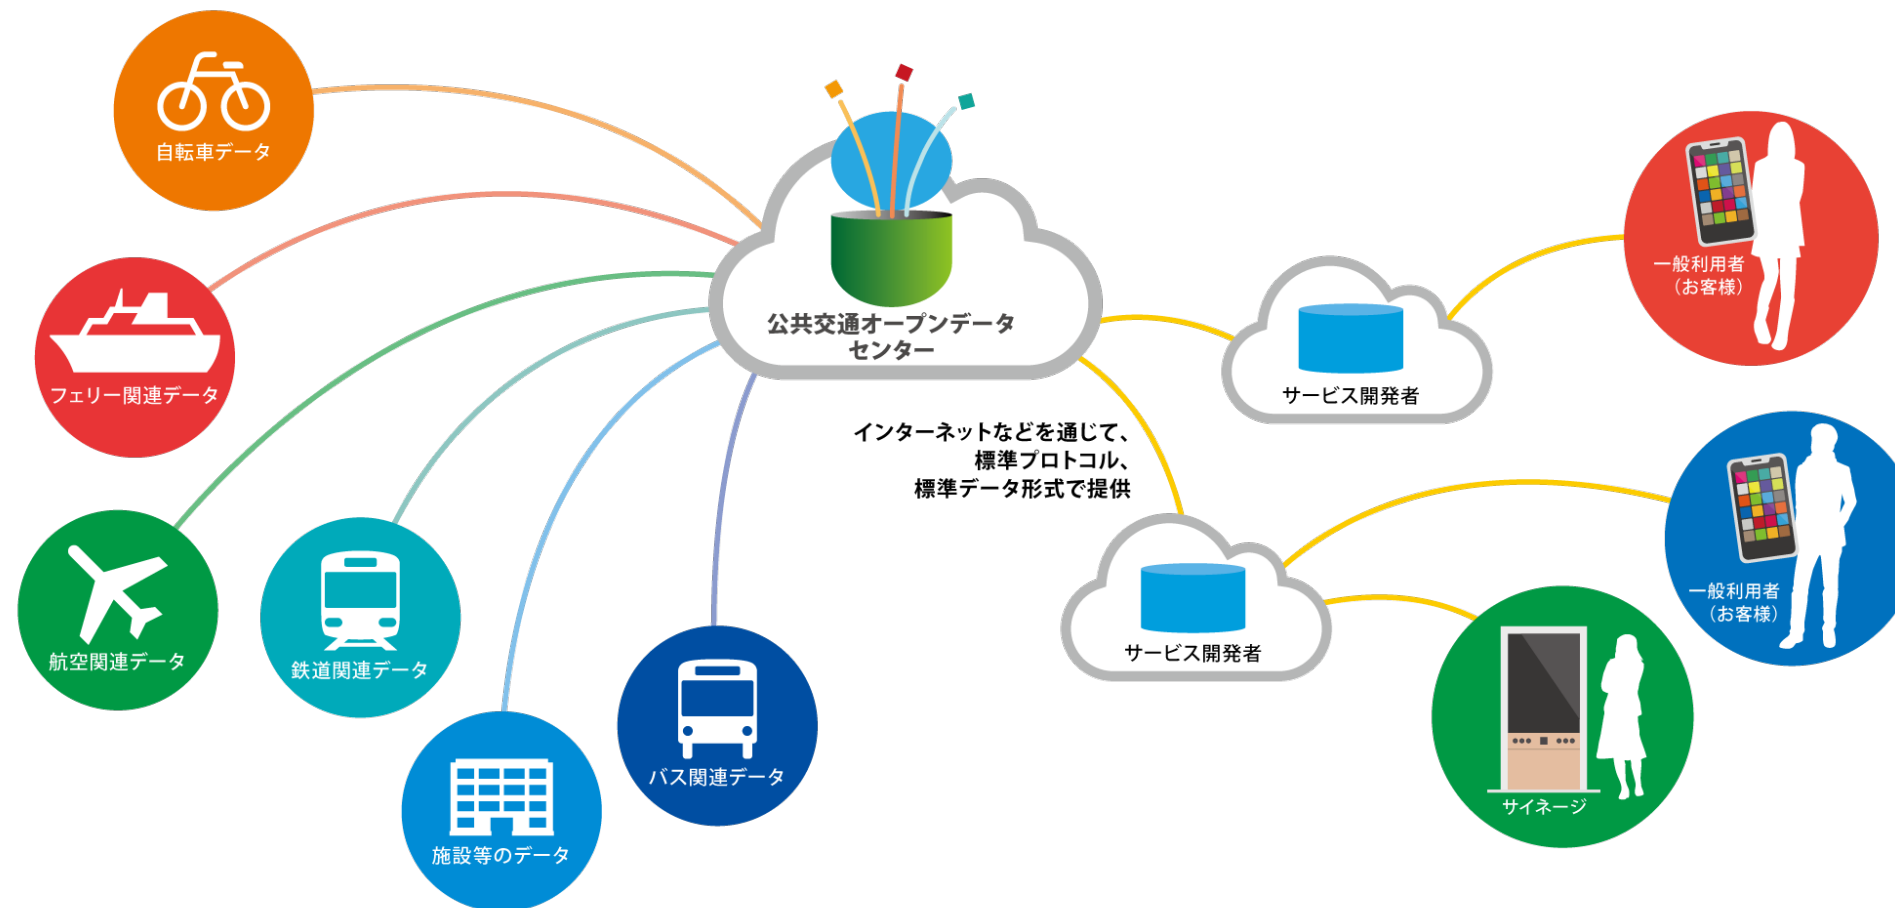 自転車データ
フェリー関連データ
航空関連データ
鉄道関連データ
施設等のデータ
バス関連データ
公共交通オープンデータ
センター
インターネットなどを通じて、
標準プロトコル、
標準データ形式で提供
サービス開発者
サービス開発者
一般利用者
（お客様）
一般利用者
（お客様）
サイネージ